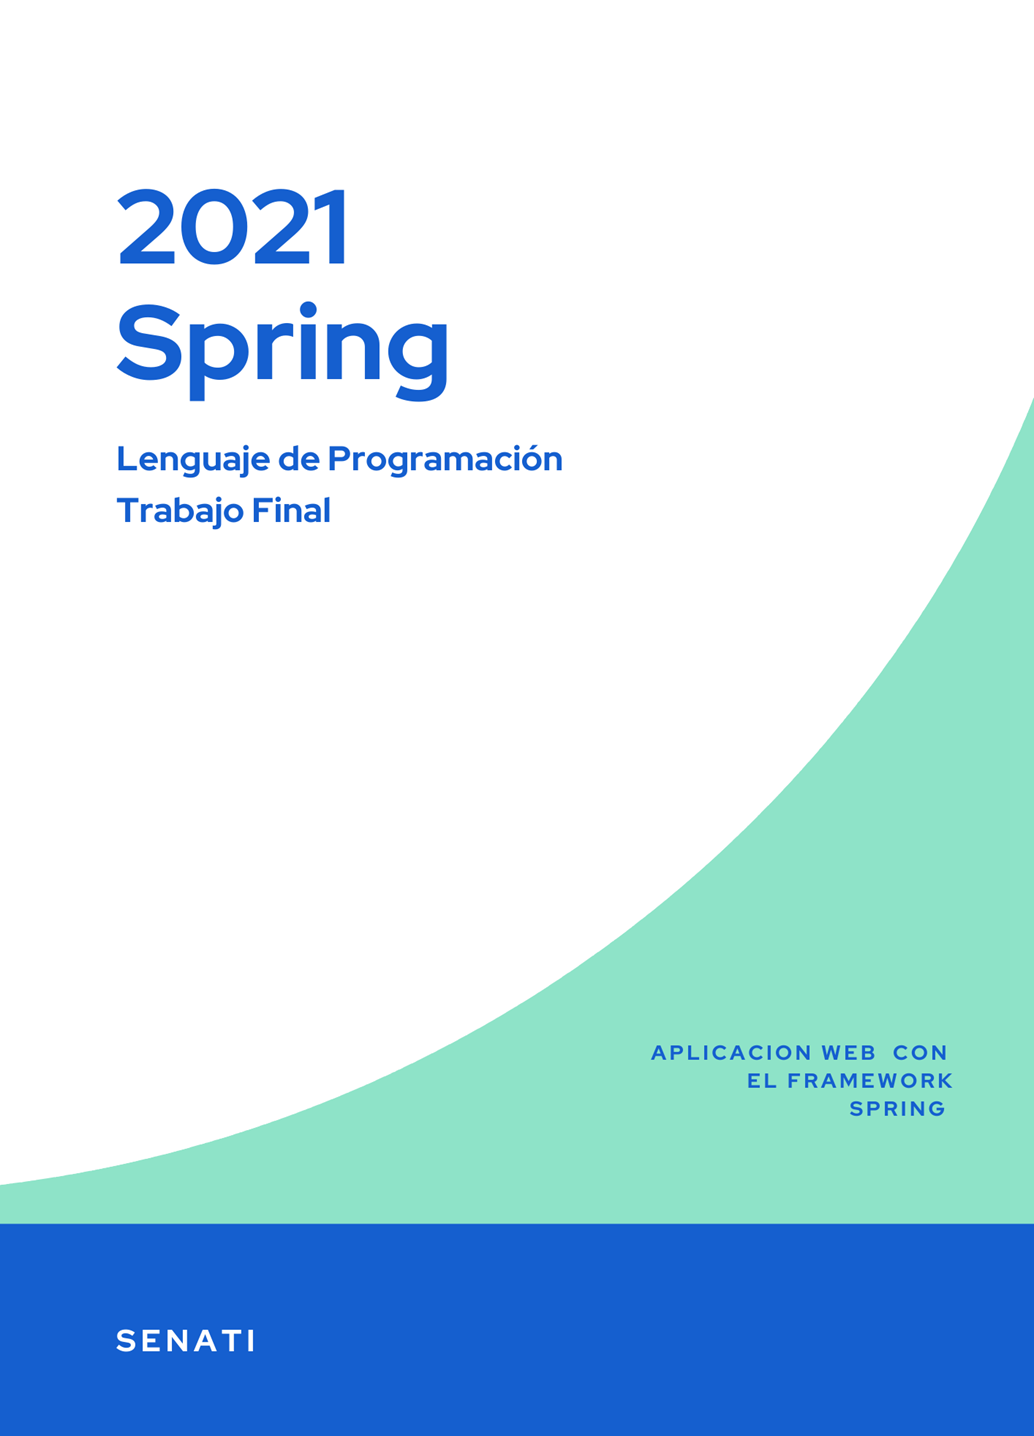 2021
Spring
Lenguaje de Programación
Trabajo Final
APLICACION WEB CON
EL FRAMEWORK
SPRING
SENATI